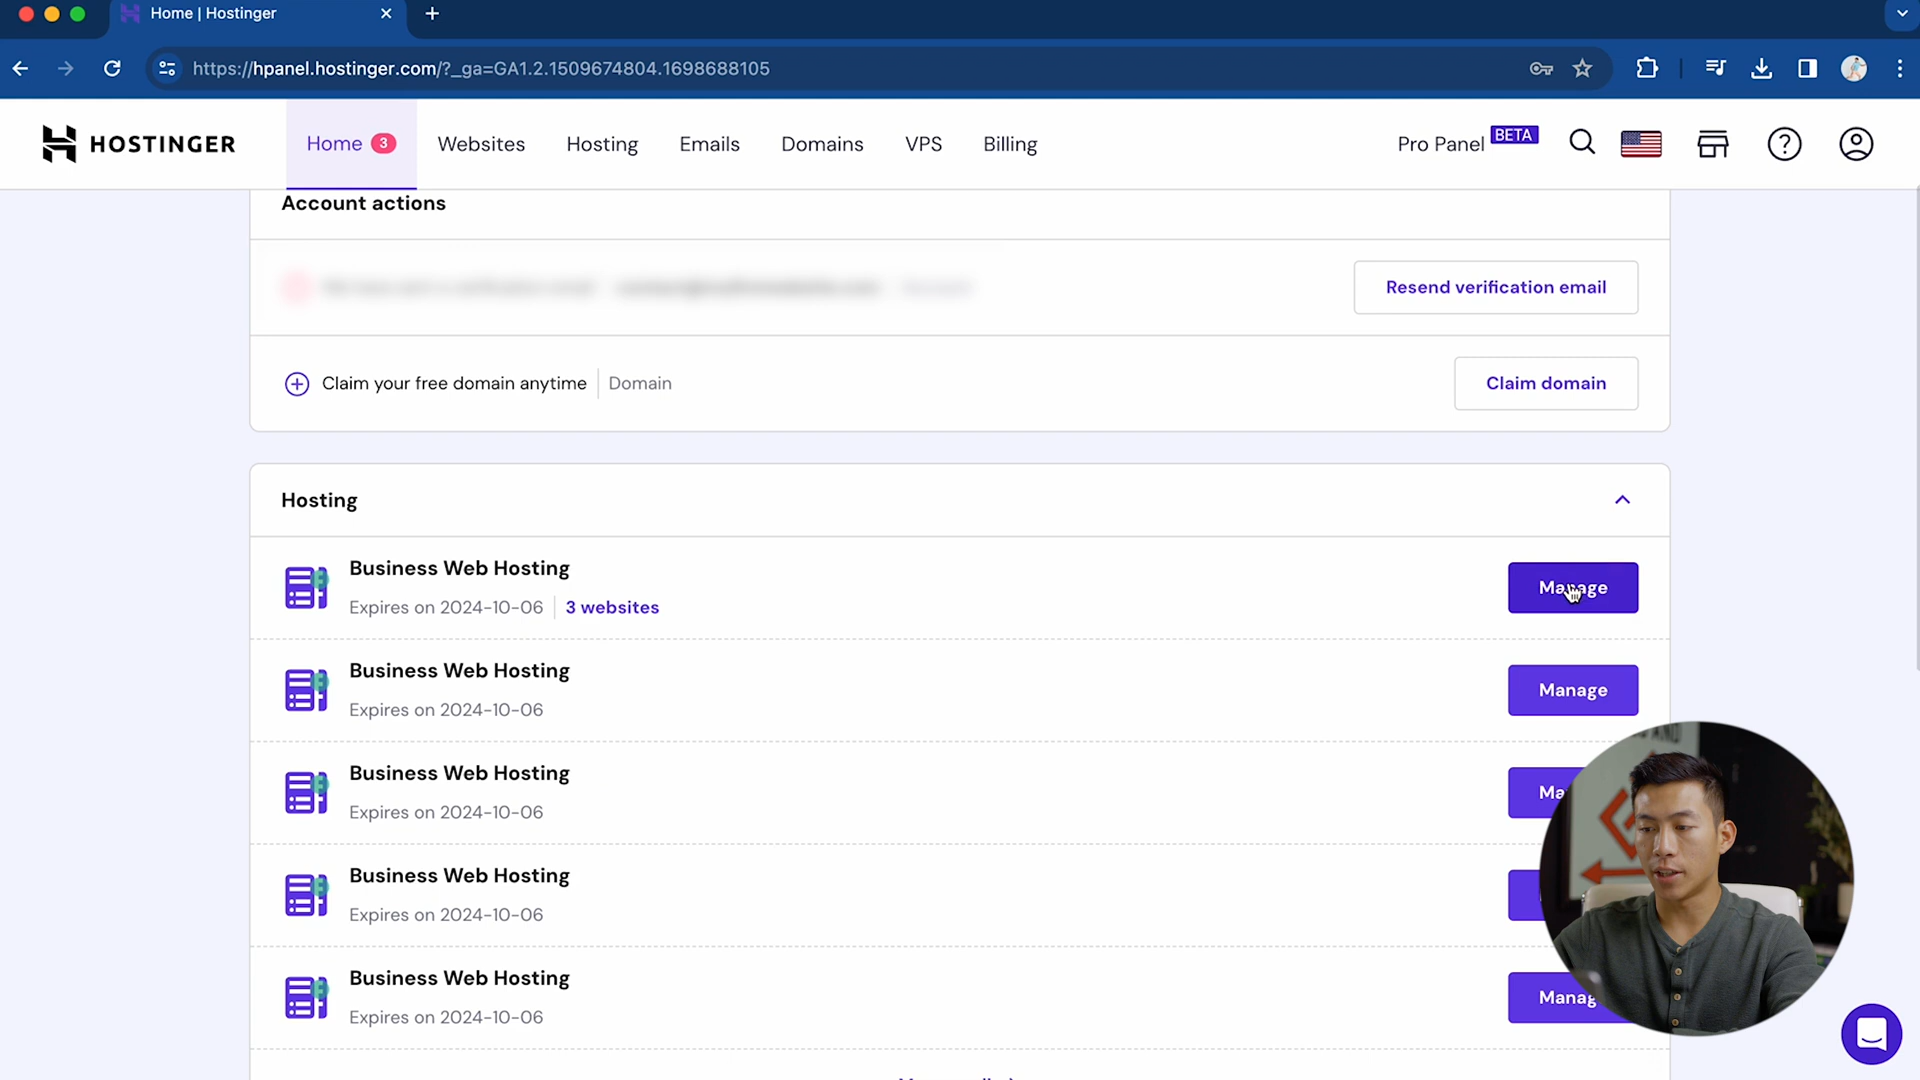 Home | Hostinger
https://hpanel.hostinger.com/?_ga=GA1.2.1509674804.1698688105
HOSTINGER
Home 3
Websites
Hosting
Emails
Domains
VPS
Billing
Pro Panel BETA
Account actions
Resend verification email
Claim your free domain anytime
Domain
Claim domain
Hosting
Business Web Hosting
Expires on 2024-10-06
3 websites
Manage
Business Web Hosting
Expires on 2024-10-06
Manage
Business Web Hosting
Expires on 2024-10-06
Business Web Hosting
Expires on 2024-10-06
Business Web Hosting
Expires on 2024-10-06